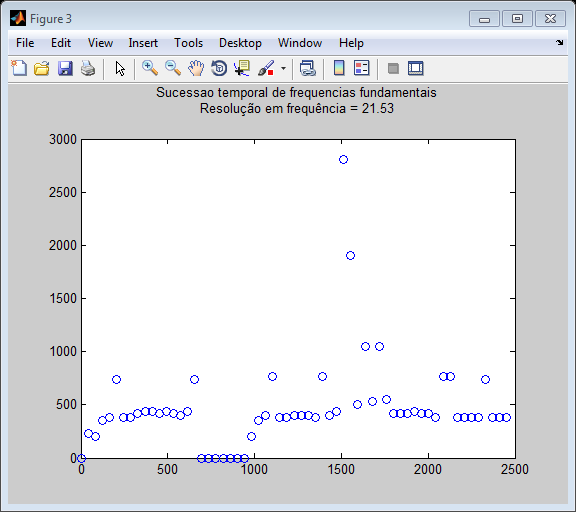 Figure 3
File Edit View Insert Tools Desktop Window Help
Sucessao temporal de frequencias fundamentais
Resolução em frequência = 21.53
3000
2500
2000
1500
1000
500
0
0 500 1000 1500 2000 2500